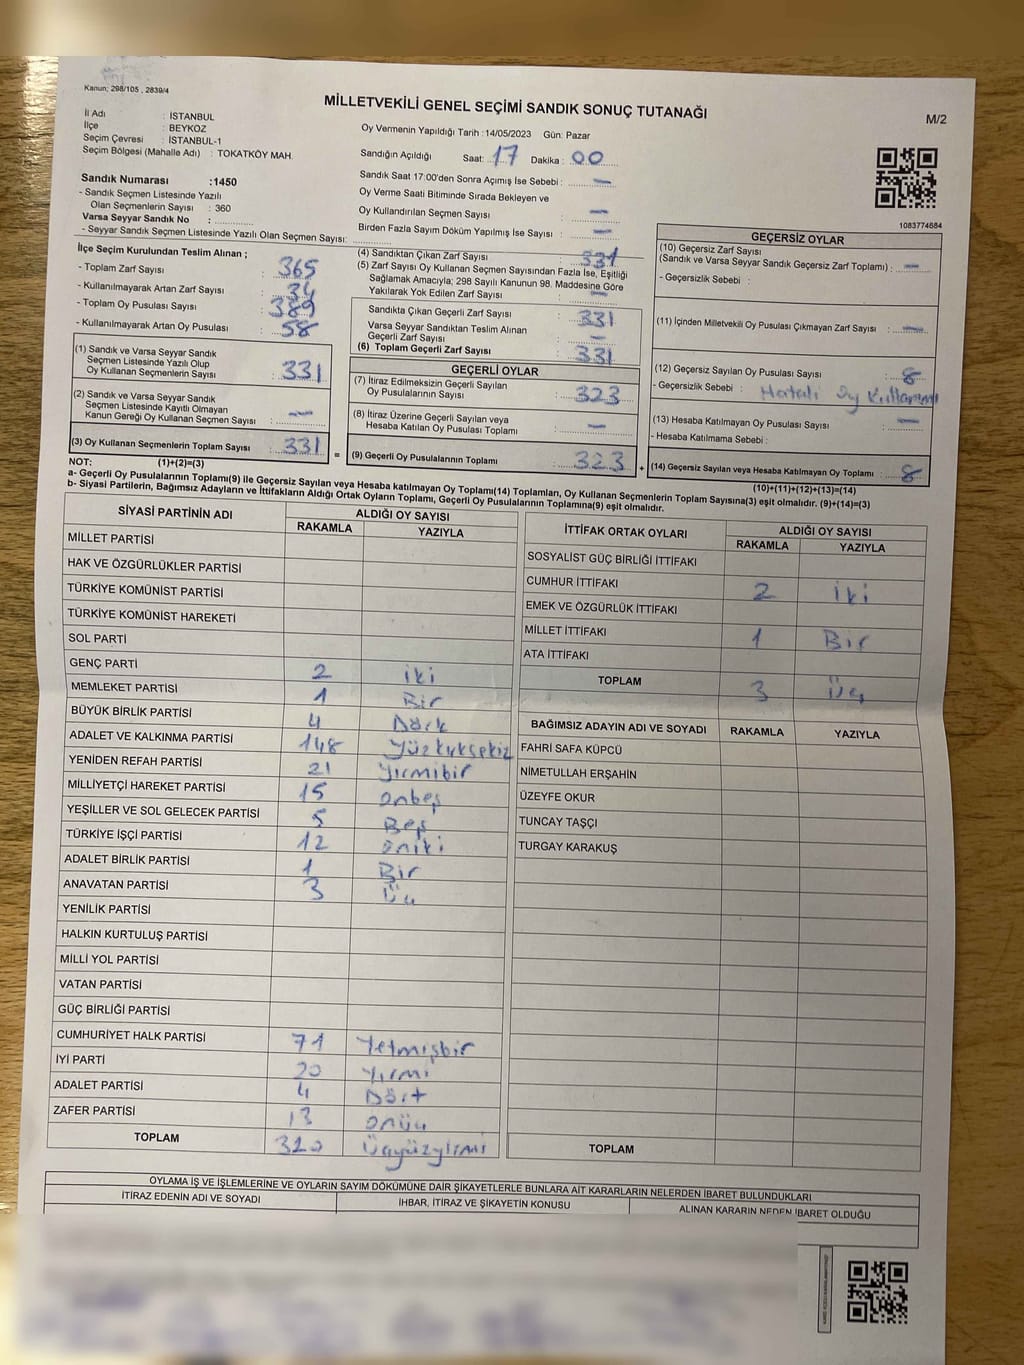 Kanun; 298/105 , 2839/4
MİLLETVEKİLİ GENEL SEÇİMİ SANDIK SONUÇ TUTANAĞI
M/2
İl Adı : İSTANBUL
İlçe : BEYKOZ
Seçim Çevresi : İSTANBUL-1
Seçim Bölgesi (Mahalle Adı) : TOKATKÖY MAH.
Sandık Numarası :1450
- Sandık Seçmen Listesinde Yazılı
Olan Seçmenlerin Sayısı : 360
Varsa Seyyar Sandık No :
- Seyyar Sandık Seçmen Listesinde Yazılı Olan Seçmen Sayısı:
Oy Vermenin Yapıldığı Tarih :14/05/2023 Gün: Pazar
Sandığın Açıldığı Saat: 17 Dakika : 00
Sandık Saat 17:00'den Sonra Açımış İse Sebebi : —
Oy Verme Saati Bitiminde Sırada Bekleyen ve
Oy Kullandırılan Seçmen Sayısı : —
Birden Fazla Sayım Döküm Yapılmış İse Sayısı : —
1083774684
İlçe Seçim Kurulundan Teslim Alınan ;
- Toplam Zarf Sayısı : 365
- Kullanılmayarak Artan Zarf Sayısı : 34
- Toplam Oy Pusulası Sayısı : 389
- Kullanılmayarak Artan Oy Pusulası : 58
(1) Sandık ve Varsa Seyyar Sandık
Seçmen Listesinde Yazılı Olup
Oy Kullanan Seçmenlerin Sayısı : 331
(2) Sandık ve Varsa Seyyar Sandık
Seçmen Listesinde Kayıtlı Olmayan
Kanun Gereği Oy Kullanan Seçmen Sayısı : —
(3) Oy Kullanan Seçmenlerin Toplam Sayısı : 331
(1)+(2)=(3)
(4) Sandıktan Çıkan Zarf Sayısı : 331
(5) Zarf Sayısı Oy Kullanan Seçmen Sayısından Fazla İse, Eşitliği
Sağlamak Amacıyla; 298 Sayılı Kanunun 98. Maddesine Göre
Yakılarak Yok Edilen Zarf Sayısı : —
Sandıkta Çıkan Geçerli Zarf Sayısı : 331
Varsa Seyyar Sandıktan Teslim Alınan
Geçerli Zarf Sayısı : —
(6) Toplam Geçerli Zarf Sayısı : 331
GEÇERLİ OYLAR
(7) İtiraz Edilmeksizin Geçerli Sayılan
Oy Pusulalarının Sayısı : 323
(8) İtiraz Üzerine Geçerli Sayılan veya
Hesaba Katılan Oy Pusulası Toplamı : —
= (9) Geçerli Oy Pusulalarının Toplamı : 323
GEÇERSİZ OYLAR
(10) Geçersiz Zarf Sayısı
(Sandık ve Varsa Seyyar Sandık Geçersiz Zarf Toplamı) : —
- Geçersizlik Sebebi :
(11) İçinden Milletvekili Oy Pusulası Çıkmayan Zarf Sayısı : —
(12) Geçersiz Sayılan Oy Pusulası Sayısı : 8
- Geçersizlik Sebebi : Hatalı Oy Kullanımı
(13) Hesaba Katılmayan Oy Pusulası Sayısı : —
- Hesaba Katılmama Sebebi :
+ (14) Geçersiz Sayılan veya Hesaba Katılmayan Oy Toplamı : 8
(10)+(11)+(12)+(13)=(14)
NOT:
a- Geçerli Oy Pusulalarının Toplamı(9) ile Geçersiz Sayılan veya Hesaba katılmayan Oy Toplamı(14) Toplamları, Oy Kullanan Seçmenlerin Toplam Sayısına(3) eşit olmalıdır. (9)+(14)=(3)
b- Siyasi Partilerin, Bağımsız Adayların ve İttifakların Aldığı Ortak Oyların Toplamı, Geçerli Oy Pusulalarının Toplamına(9) eşit olmalıdır.
SİYASİ PARTİNİN ADI ALDIĞI OY SAYISI
RAKAMLA YAZIYLA
MİLLET PARTİSİ
HAK VE ÖZGÜRLÜKLER PARTİSİ
TÜRKİYE KOMÜNİST PARTİSİ
TÜRKİYE KOMÜNİST HAREKETİ
SOL PARTİ
GENÇ PARTİ 2 iki
MEMLEKET PARTİSİ 1 Bir
BÜYÜK BİRLİK PARTİSİ 4 Dört
ADALET VE KALKINMA PARTİSİ 148 Yüzkırksekiz
YENİDEN REFAH PARTİSİ 21 Yirmibir
MİLLİYETÇİ HAREKET PARTİSİ 15 onbeş
YEŞİLLER VE SOL GELECEK PARTİSİ 5 Beş
TÜRKİYE İŞÇİ PARTİSİ 12 oniki
ADALET BİRLİK PARTİSİ 1 Bir
ANAVATAN PARTİSİ 3 Üç
YENİLİK PARTİSİ
HALKIN KURTULUŞ PARTİSİ
MİLLİ YOL PARTİSİ
VATAN PARTİSİ
GÜÇ BİRLİĞİ PARTİSİ
CUMHURİYET HALK PARTİSİ 71 Yetmişbir
İYİ PARTİ 20 Yirmi
ADALET PARTİSİ 4 Dört
ZAFER PARTİSİ 13 onüç
TOPLAM 320 Üçyüzyirmi
İTTİFAK ORTAK OYLARI ALDIĞI OY SAYISI
RAKAMLA YAZIYLA
SOSYALİST GÜÇ BİRLİĞİ İTTİFAKI
CUMHUR İTTİFAKI 2 iki
EMEK VE ÖZGÜRLÜK İTTİFAKI
MİLLET İTTİFAKI 1 Bir
ATA İTTİFAKI
TOPLAM 3 Üç
BAĞIMSIZ ADAYIN ADI VE SOYADI RAKAMLA YAZIYLA
FAHRİ SAFA KÜPCÜ
NİMETULLAH ERŞAHİN
ÜZEYFE OKUR
TUNCAY TAŞÇI
TURGAY KARAKUŞ
TOPLAM
OYLAMA İŞ VE İŞLEMLERİNE VE OYLARIN SAYIM DÖKÜMÜNE DAİR ŞİKAYETLERLE BUNLARA AİT KARARLARIN NELERDEN İBARET BULUNDUKLARI
İTİRAZ EDENİN ADI VE SOYADI İHBAR, İTİRAZ VE ŞİKAYETİN KONUSU ALINAN KARARIN NEDEN İBARET OLDUĞU